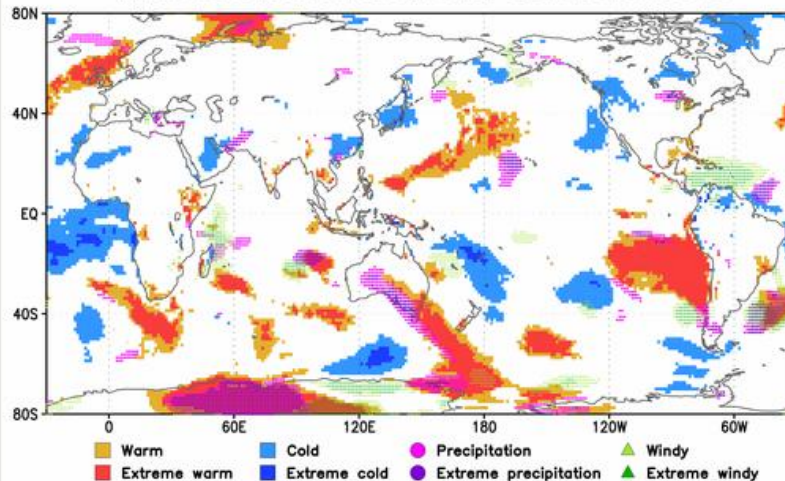 80N
40N
EQ
40S
80S
0 60E 120E 180 120W 60W
Warm Cold Precipitation Windy
Extreme warm Extreme cold Extreme precipitation Extreme windy